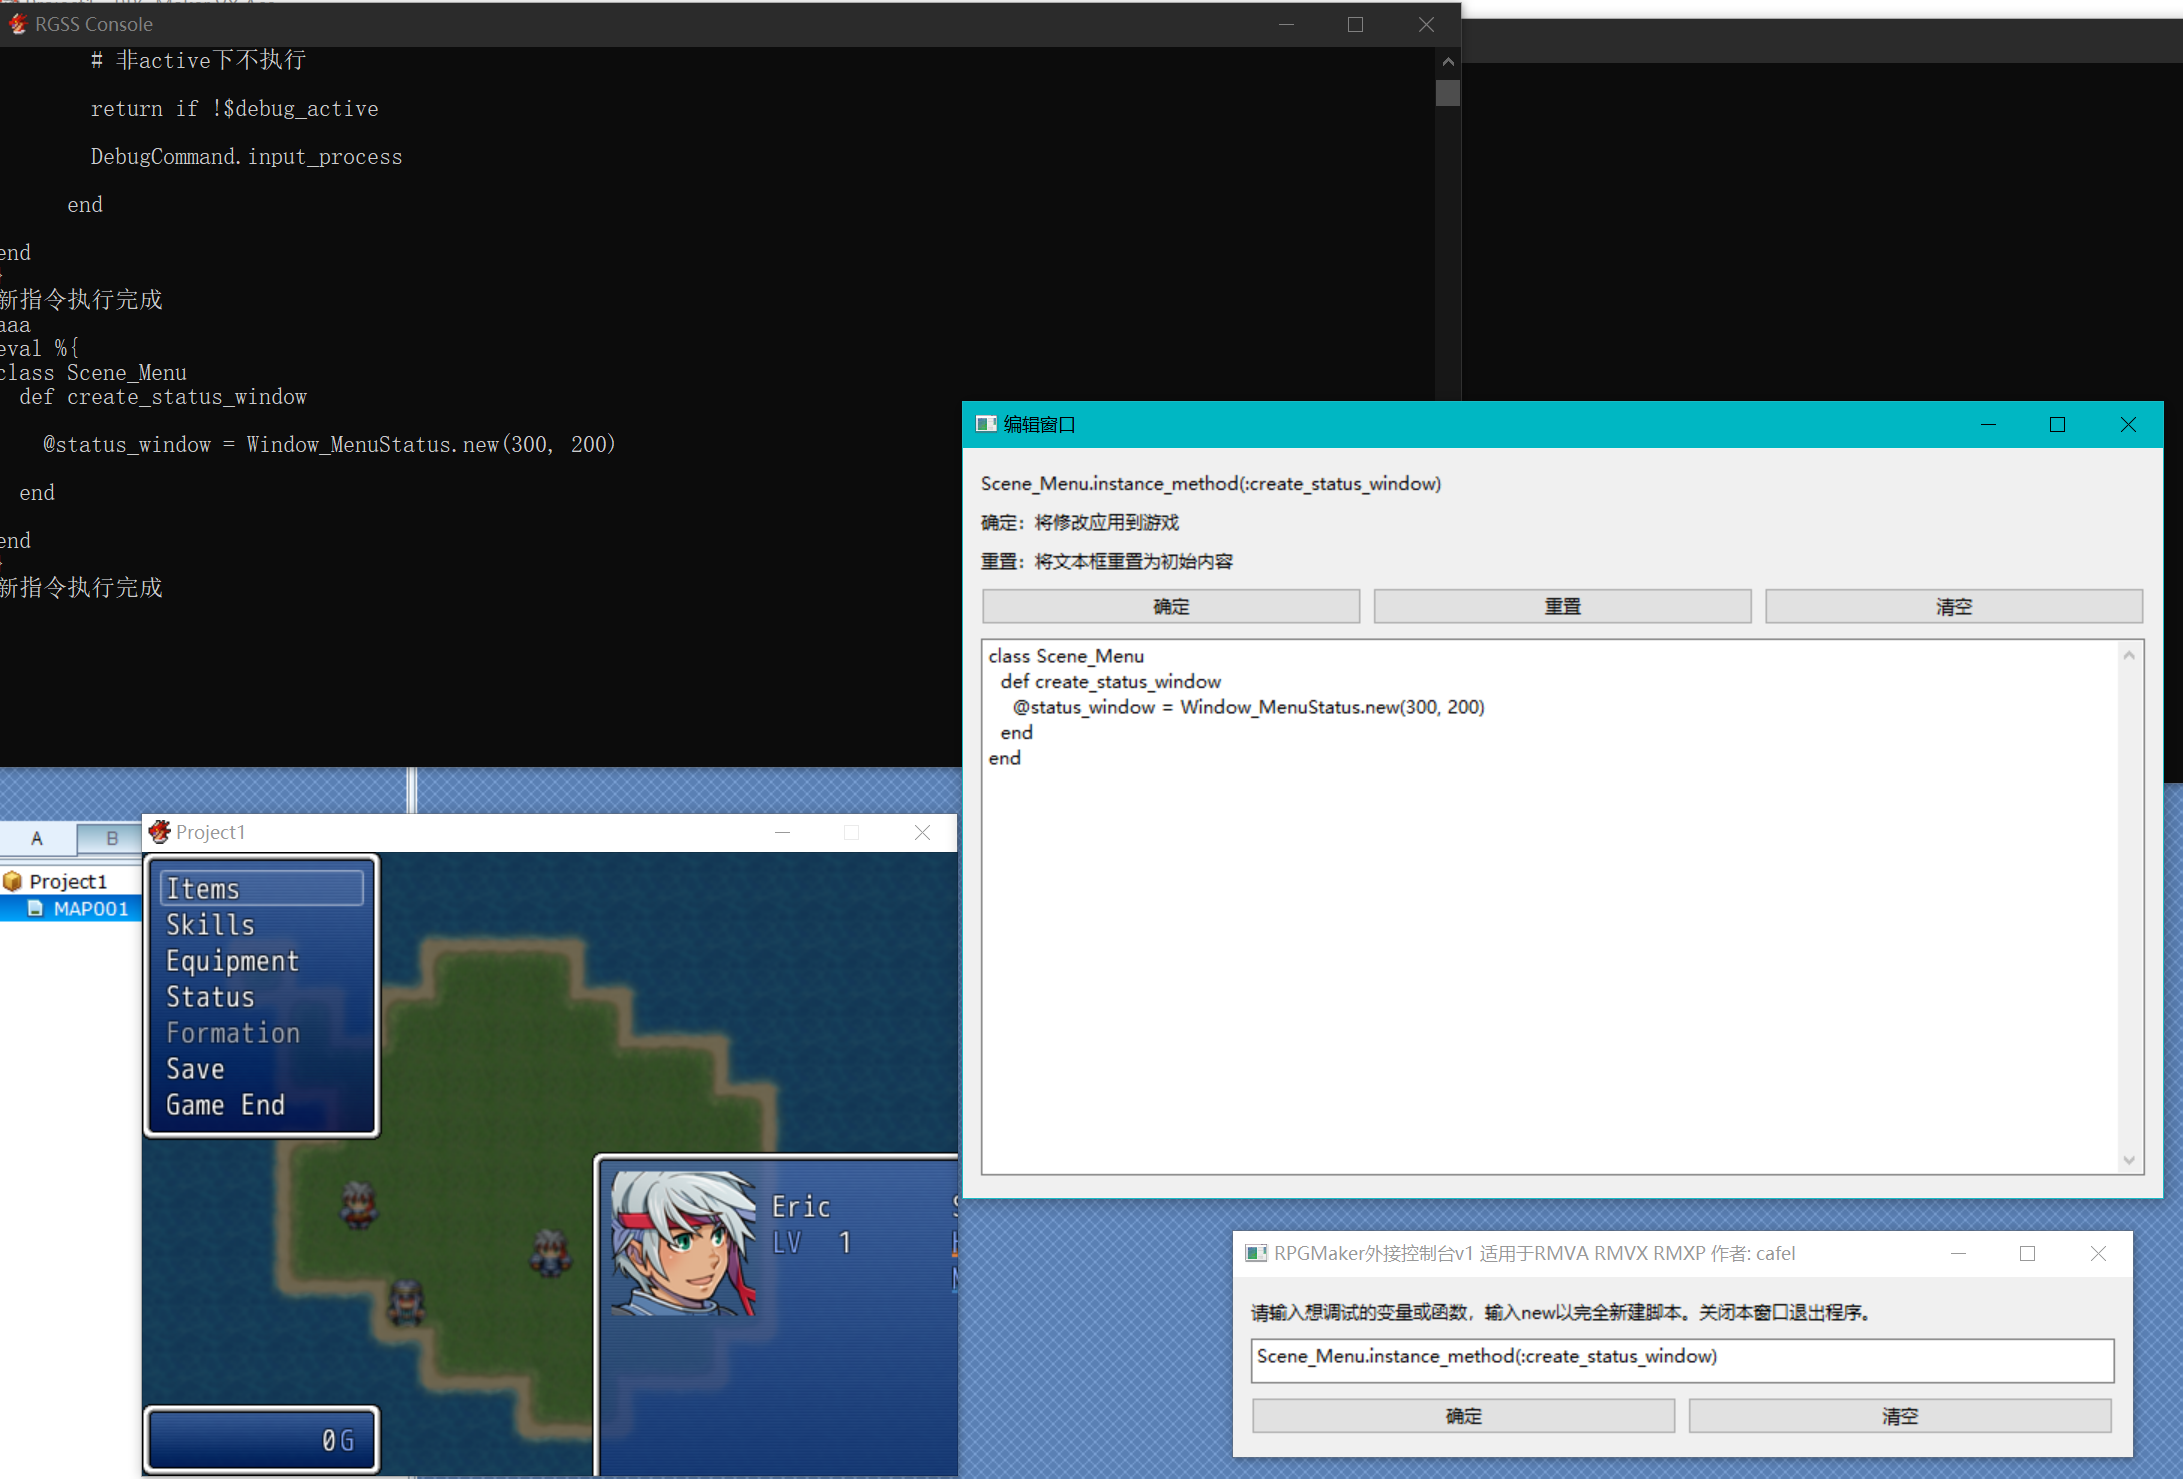 RGSS Console
# 非active下不执行
return if !$debug_active
DebugCommand.input_process
end
end
新指令执行完成
aaa
eval %{
class Scene_Menu
def create_status_window
@status_window = Window_MenuStatus.new(300, 200)
end
end
新指令执行完成
编辑窗口
Scene_Menu.instance_method(:create_status_window)
确定：将修改应用到游戏
重置：将文本框重置为初始内容
确定 重置 清空
class Scene_Menu
def create_status_window
@status_window = Window_MenuStatus.new(300, 200)
end
end
A B
Project1
MAP001
Project1
Items
Skills
Equipment
Status
Formation
Save
Game End
Eric
LV 1
0G
RPGMaker外接控制台v1 适用于RMVA RMVX RMXP 作者: cafel
请输入想调试的变量或函数，输入new以完全新建脚本。关闭本窗口退出程序。
Scene_Menu.instance_method(:create_status_window)
确定 清空